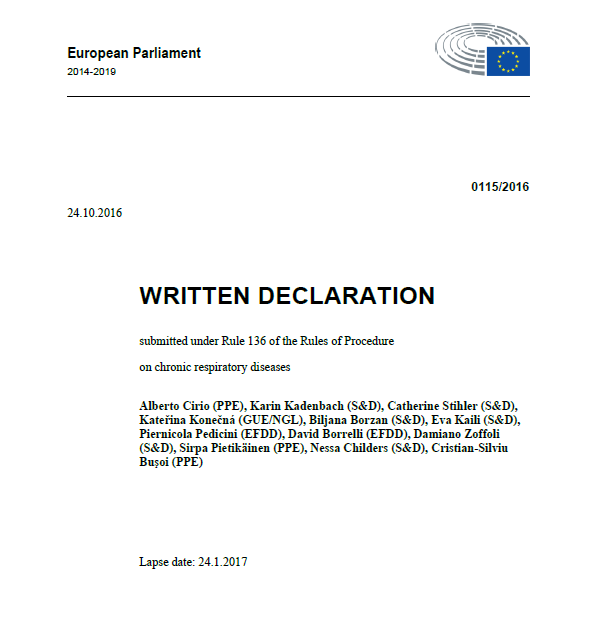 European Parliament
2014-2019
0115/2016
24.10.2016
WRITTEN DECLARATION
submitted under Rule 136 of the Rules of Procedure
on chronic respiratory diseases
Alberto Cirio (PPE), Karin Kadenbach (S&D), Catherine Stihler (S&D),
Kateřina Konečná (GUE/NGL), Biljana Borzan (S&D), Eva Kaili (S&D),
Piernicola Pedicini (EFDD), David Borrelli (EFDD), Damiano Zoffoli
(S&D), Sirpa Pietikäinen (PPE), Nessa Childers (S&D), Cristian-Silviu
Buşoi (PPE)
Lapse date: 24.1.2017